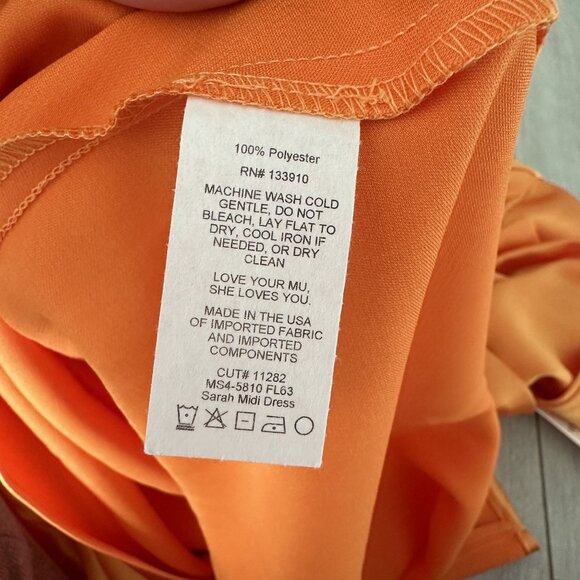 100% Polyester
RN# 133910
MACHINE WASH COLD
GENTLE, DO NOT
BLEACH, LAY FLAT TO
DRY, COOL IRON IF
NEEDED, OR DRY
CLEAN
LOVE YOUR MU,
SHE LOVES YOU.
MADE IN THE USA
OF IMPORTED FABRIC
AND IMPORTED
COMPONENTS
CUT# 11282
MS4-5810 FL63
Sarah Midi Dress